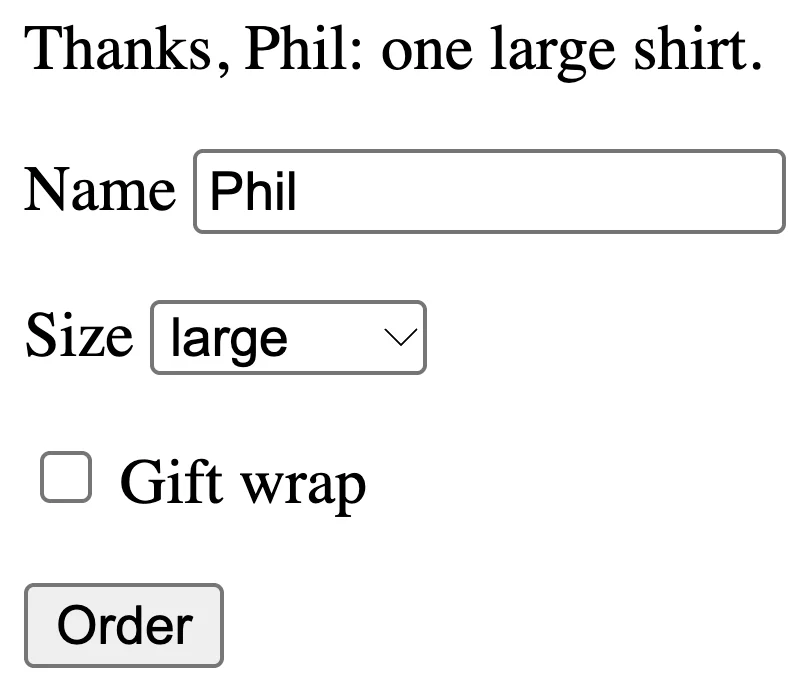 Thanks, Phil: one large shirt.
Name Phil
Size large
Gift wrap
Order